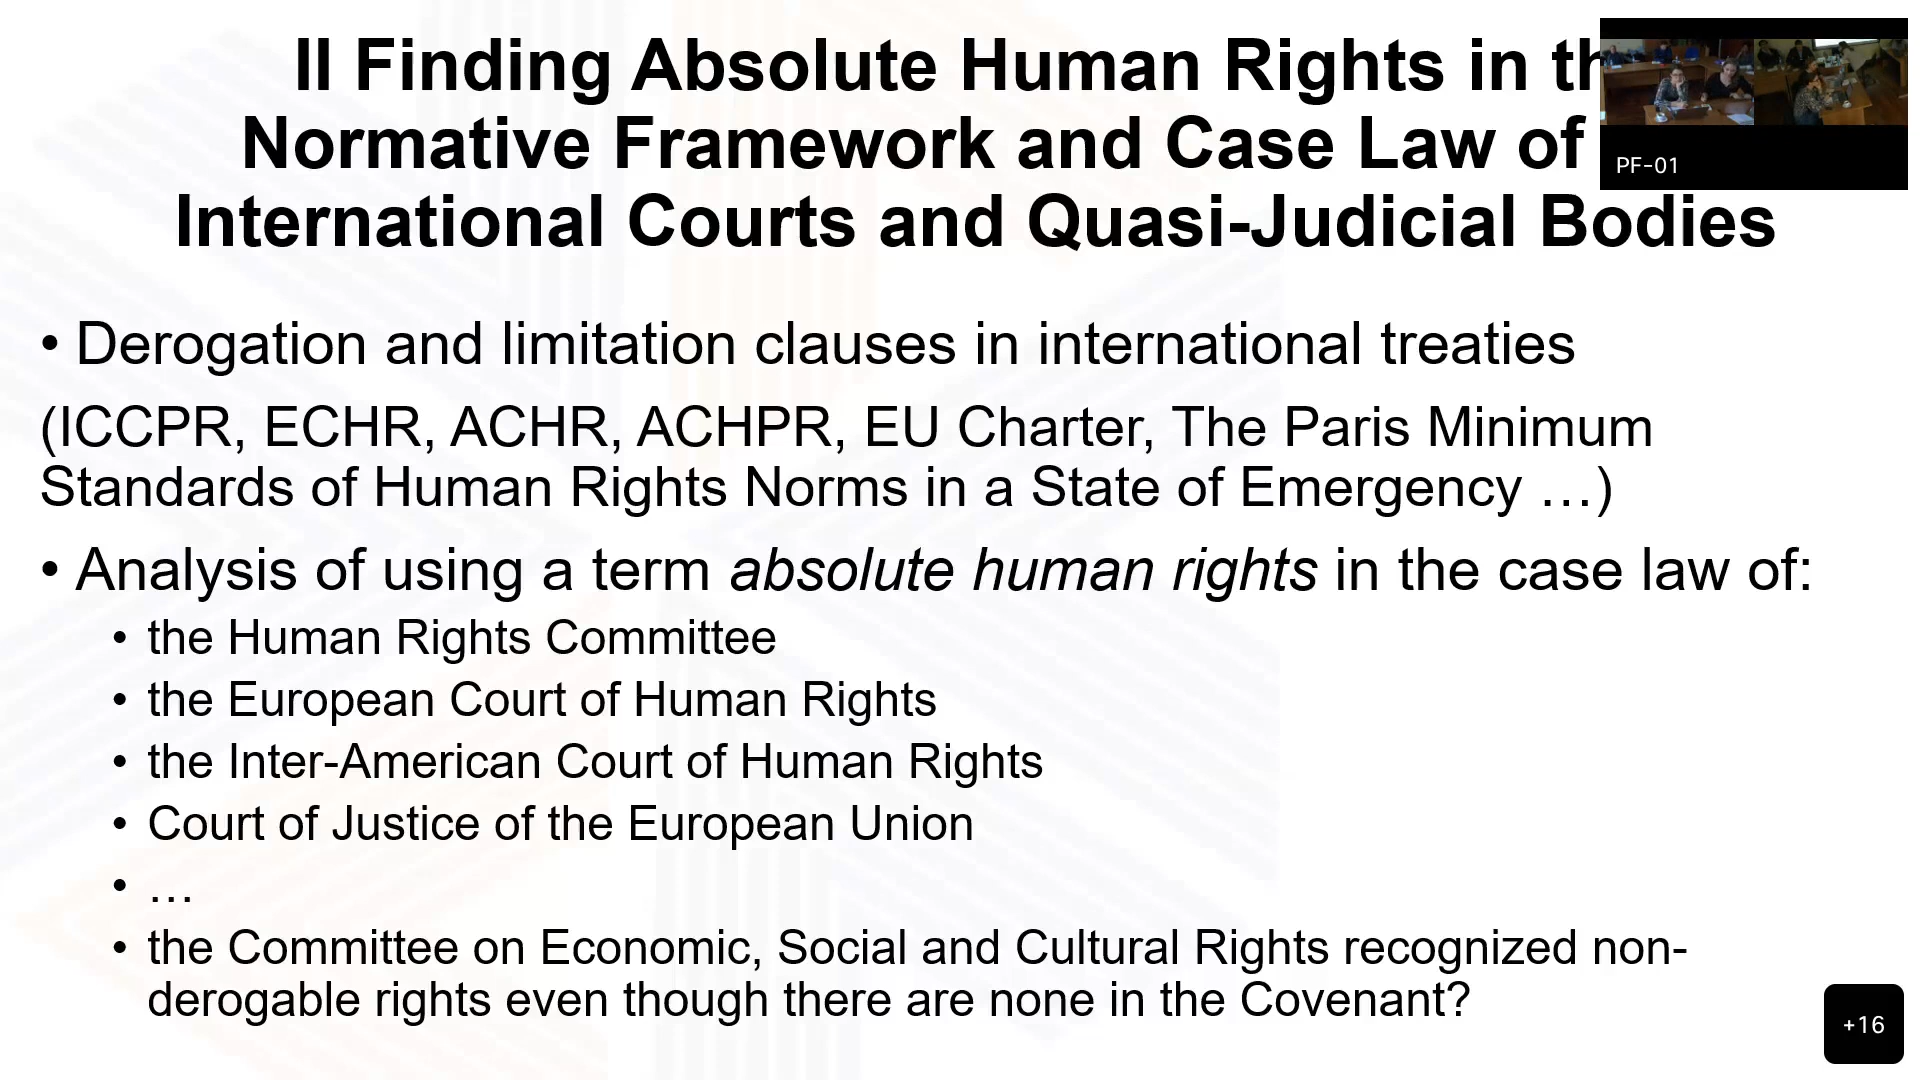 II Finding Absolute Human Rights in th
Normative Framework and Case Law of
International Courts and Quasi-Judicial Bodies
PF-01
• Derogation and limitation clauses in international treaties
(ICCPR, ECHR, ACHR, ACHPR, EU Charter, The Paris Minimum
Standards of Human Rights Norms in a State of Emergency …)
• Analysis of using a term absolute human rights in the case law of:
• the Human Rights Committee
• the European Court of Human Rights
• the Inter-American Court of Human Rights
• Court of Justice of the European Union
• …
• the Committee on Economic, Social and Cultural Rights recognized non-
derogable rights even though there are none in the Covenant?
+16